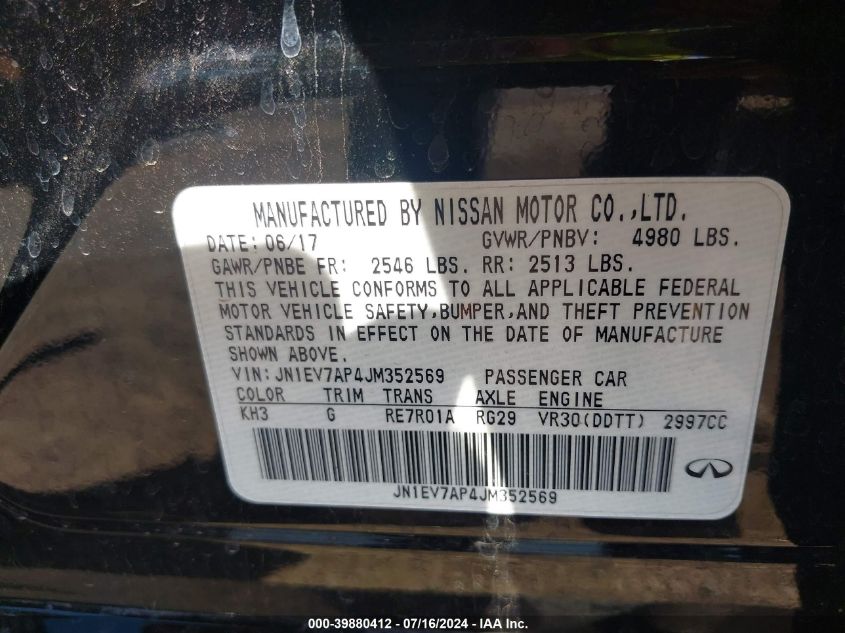 MANUFACTURED BY NISSAN MOTOR CO.,LTD.
DATE: 06/17 GVWR/PNBV: 4980 LBS.
GAWR/PNBE FR: 2546 LBS. RR: 2513 LBS.
THIS VEHICLE CONFORMS TO ALL APPLICABLE FEDERAL
MOTOR VEHICLE SAFETY,BUMPER,AND THEFT PREVENTION
STANDARDS IN EFFECT ON THE DATE OF MANUFACTURE
SHOWN ABOVE.
VIN: JN1EV7AP4JM352569 PASSENGER CAR
COLOR TRIM TRANS AXLE ENGINE
KH3 G RE7R01A RG29 VR30(DDTT) 2997CC
JN1EV7AP4JM352569
000-39880412 - 07/16/2024 - IAA Inc.